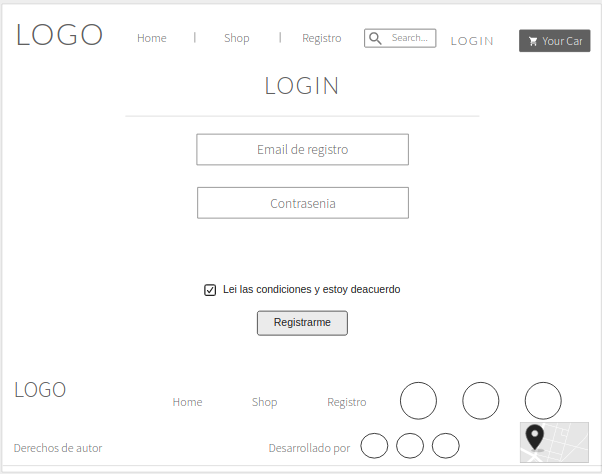 LOGO
Home | Shop | Registro
Search...
LOGIN
Your Car
LOGIN
Email de registro
Contrasenia
Lei las condiciones y estoy deacuerdo
Registrarme
LOGO
Home Shop Registro
Derechos de autor
Desarrollado por